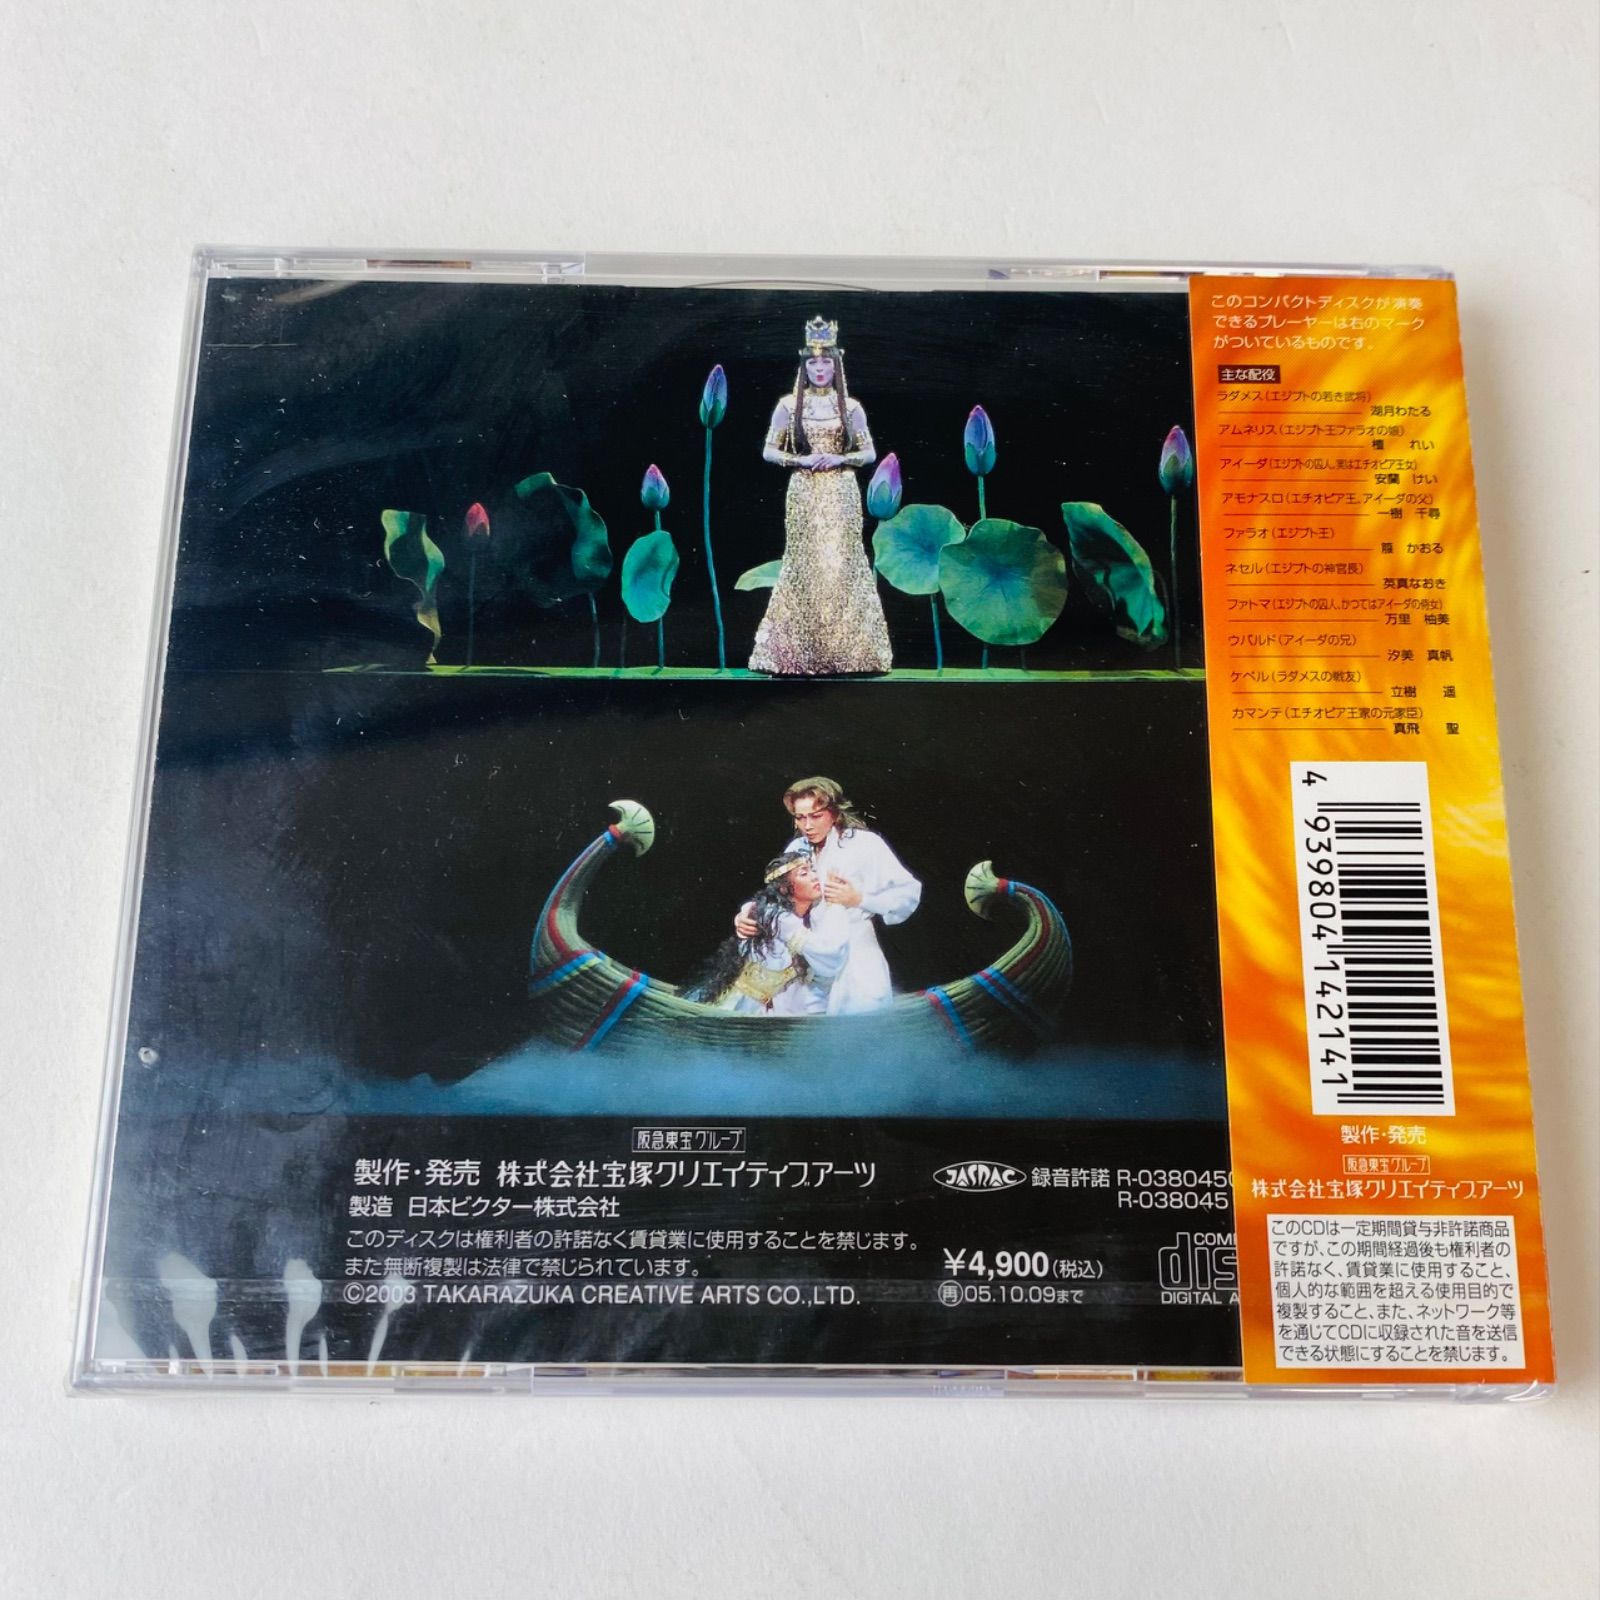 このコンパクトディスクが演奏
できるプレーヤーは右のマーク
がついているものです。
主な配役
ラダメス(エジプトの若き武将)
湖月わたる
アムネリス(エジプト王ファラオの娘)
檀 れい
アイーダ(エジプトの囚人。実はエチオピア王女)
安蘭 けい
アモナスロ(エチオピア王。アイーダの父)
一樹 千尋
ファラオ(エジプト王)
箙 かおる
ネセル(エジプトの神官長)
英真なおき
ファトマ(エジプトの囚人。かつてはアイーダの侍女)
万里 柚美
ウバルド(アイーダの兄)
汐美 真帆
ケペル(ラダメスの戦友)
立樹 遥
カマンテ(エチオピア王家の元家臣)
真飛 聖
4 939804 142141
製作・発売
阪急東宝グループ
株式会社宝塚クリエイティブアーツ
このCDは一定期間貸与非許諾商品
ですが、この期間経過後も権利者の
許諾なく、賃貸業に使用すること、
個人的な範囲を超える使用目的で
複製すること、また、ネットワーク等
を通じてCDに収録された音を送信
できる状態にすることを禁じます。
阪急東宝グループ
製作・発売 株式会社宝塚クリエイティブアーツ
製造 日本ビクター株式会社
このディスクは権利者の許諾なく賃貸業に使用することを禁じます。
また無断複製は法律で禁じられています。
©2003 TAKARAZUKA CREATIVE ARTS CO.,LTD.
JASRAC 録音許諾 R-0380450
R-038045
¥4,900(税込)
再05.10.09まで
COMP
dis
DIGITAL A